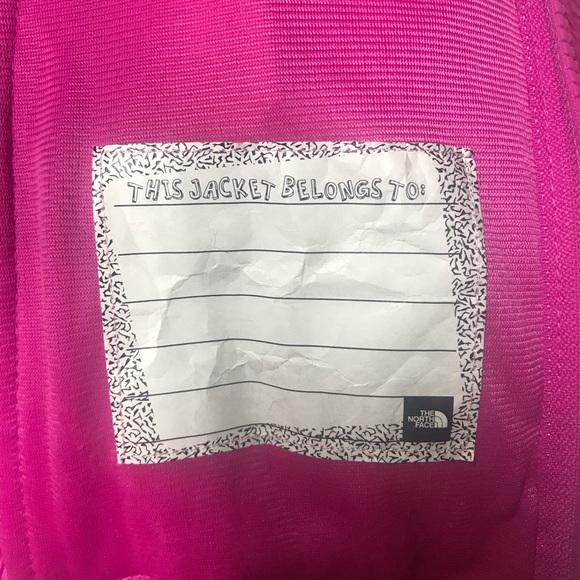 THIS JACKET BELONGS TO:
THE
NORTH
FACE